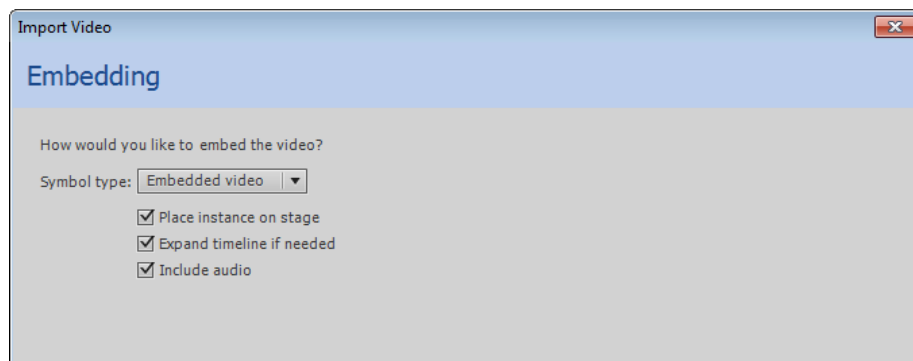 Import Video
Embedding
How would you like to embed the video?
Symbol type: Embedded video
Place instance on stage
Expand timeline if needed
Include audio